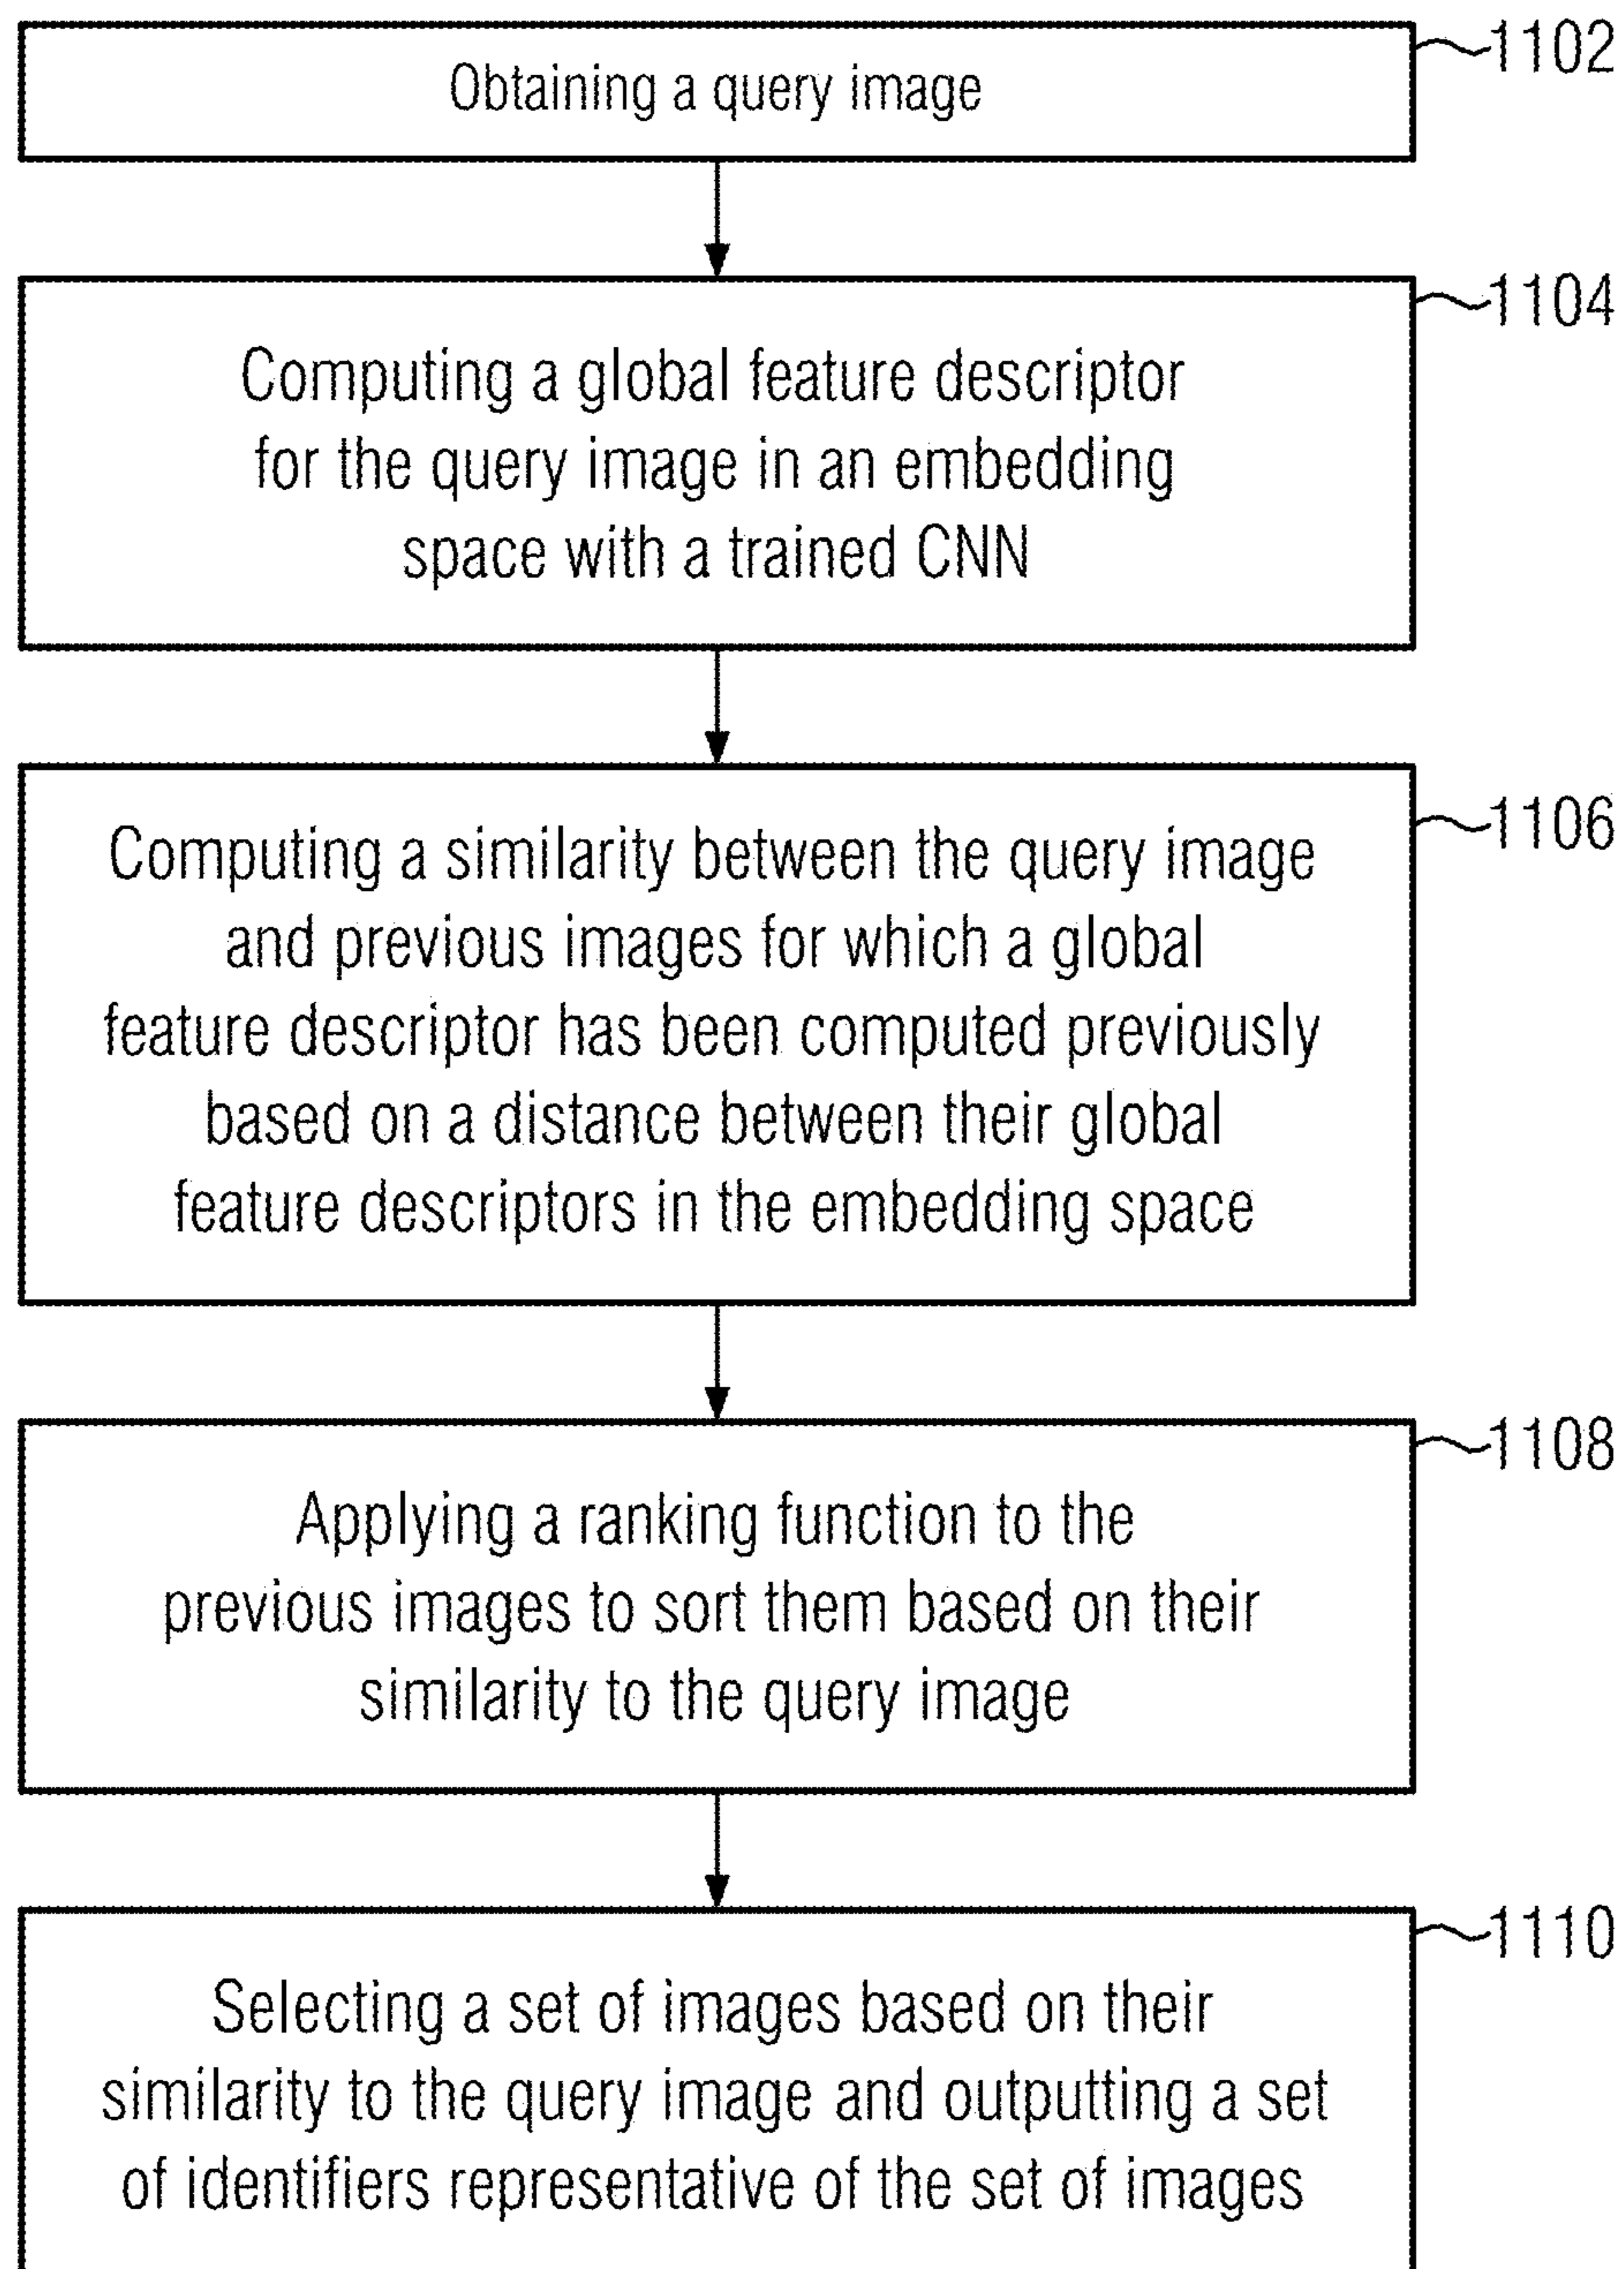 1102
Obtaining a query image
1104
Computing a global feature descriptor
for the query image in an embedding
space with a trained CNN
1106
Computing a similarity between the query image
and previous images for which a global
feature descriptor has been computed previously
based on a distance between their global
feature descriptors in the embedding space
1108
Applying a ranking function to the
previous images to sort them based on their
similarity to the query image
1110
Selecting a set of images based on their
similarity to the query image and outputting a set
of identifiers representative of the set of images